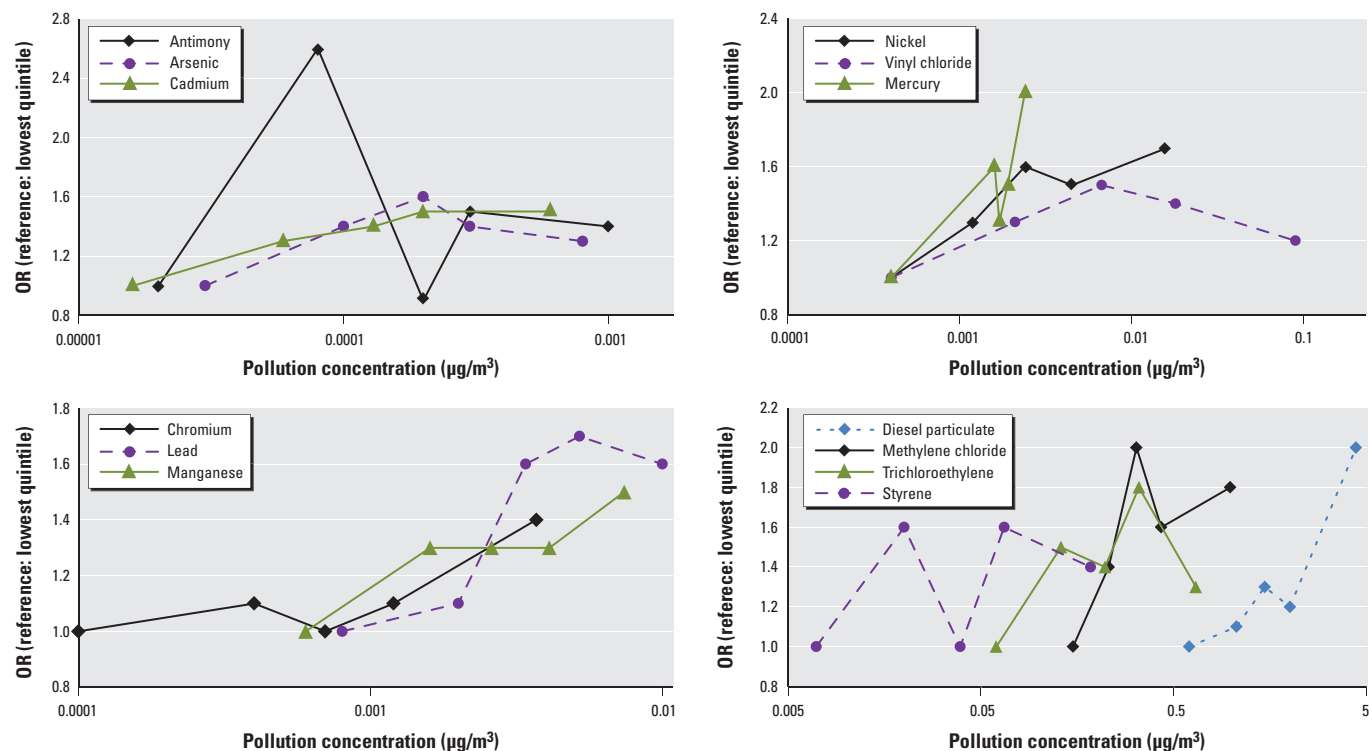 OR (reference: lowest quintile)
2.8
2.4
2.0
1.6
1.2
0.8
Antimony
Arsenic
Cadmium
0.00001
0.0001
0.001
Pollution concentration (µg/m³)
OR (reference: lowest quintile)
2.4
2.0
1.6
1.2
0.8
Nickel
Vinyl chloride
Mercury
0.0001
0.001
0.01
0.1
Pollution concentration (µg/m³)
OR (reference: lowest quintile)
1.8
1.6
1.4
1.2
1.0
0.8
Chromium
Lead
Manganese
0.0001
0.001
0.01
Pollution concentration (µg/m³)
OR (reference: lowest quintile)
2.2
2.0
1.8
1.6
1.4
1.2
1.0
0.8
Diesel particulate
Methylene chloride
Trichloroethylene
Styrene
0.005
0.05
0.5
5
Pollution concentration (µg/m³)